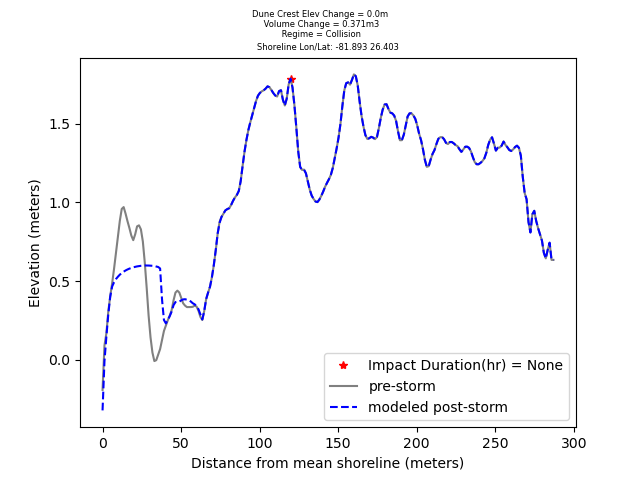 Dune Crest Elev Change = 0.0m
Volume Change = 0.371m3
Regime = Collision
Shoreline Lon/Lat: -81.893 26.403
Elevation (meters)
1.5
1.0
0.5
0.0
Impact Duration(hr) = None
pre-storm
modeled post-storm
0 50 100 150 200 250 300
Distance from mean shoreline (meters)